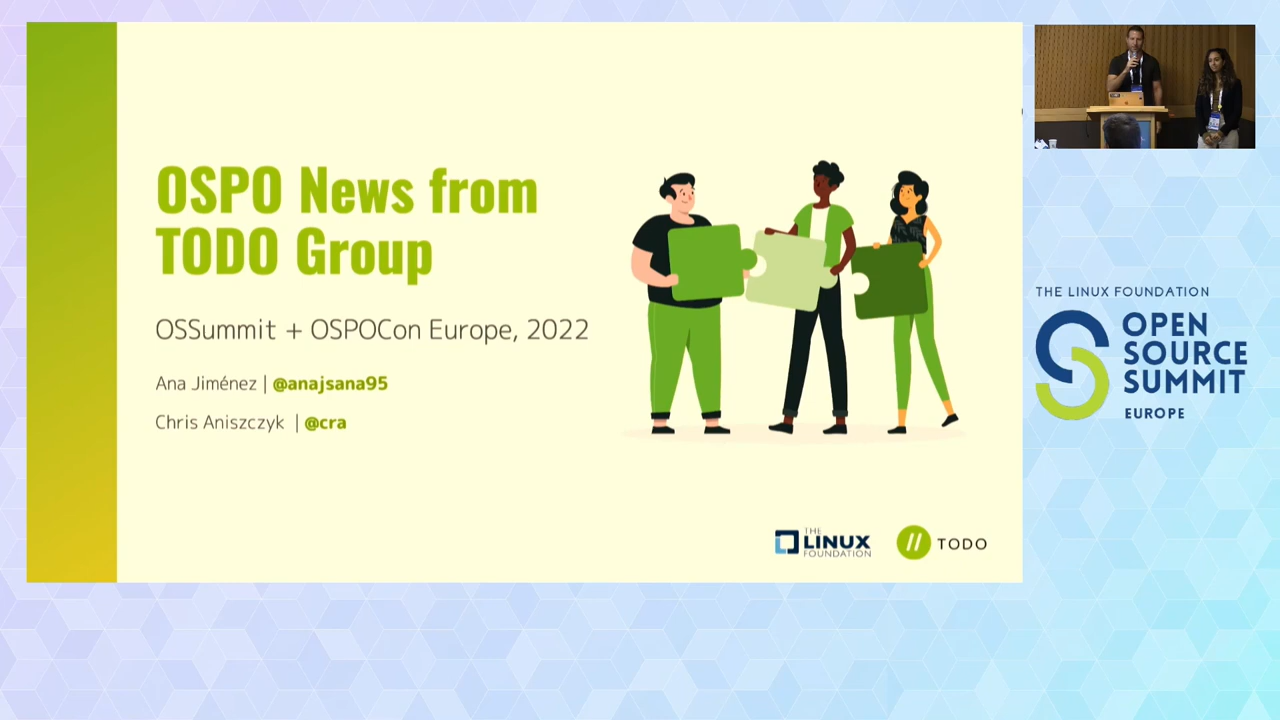 OSPO News from
TODO Group
OSSummit + OSPOCon Europe, 2022
Ana Jiménez | @anajsana95
Chris Aniszczyk | @cra
THE
LINUX
FOUNDATION
// TODO
THE LINUX FOUNDATION
OPEN
SOURCE
SUMMIT
EUROPE